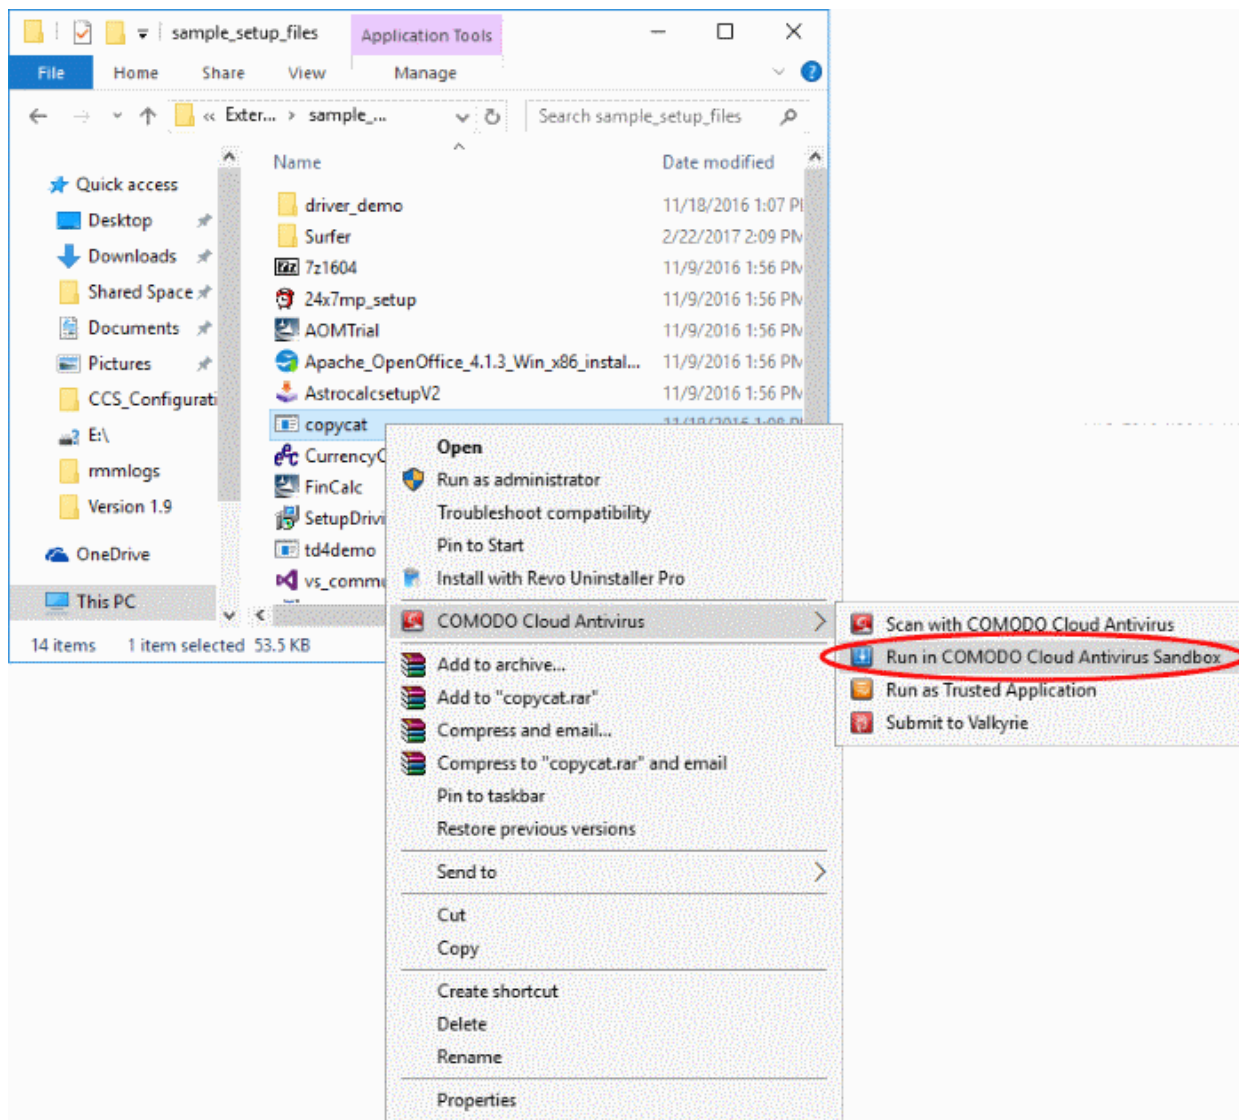 sample_setup_files
Application Tools
File Home Share View Manage
« Exter... › sample_... Search sample_setup_files
Name Date modified
Quick access
Desktop
Downloads
Shared Space
Documents
Pictures
CCS_Configurati
E:\
rmmlogs
Version 1.9
OneDrive
This PC
driver_demo 11/18/2016 1:07 P
Surfer 2/22/2017 2:09 PM
7z1604 11/9/2016 1:56 PM
24x7mp_setup 11/9/2016 1:56 PM
AOMTrial 11/9/2016 1:56 PM
Apache_OpenOffice_4.1.3_Win_x86_instal... 11/9/2016 1:56 PM
AstrocalcsetupV2 11/9/2016 1:56 PM
copycat 11/18/2016 1:08 P
CurrencyC
FinCalc
SetupDrivi
td4demo
vs_commu
14 items 1 item selected 53.5 KB
Open
Run as administrator
Troubleshoot compatibility
Pin to Start
Install with Revo Uninstaller Pro
COMODO Cloud Antivirus
Add to archive...
Add to "copycat.rar"
Compress and email...
Compress to "copycat.rar" and email
Pin to taskbar
Restore previous versions
Send to
Cut
Copy
Create shortcut
Delete
Rename
Properties
Scan with COMODO Cloud Antivirus
Run in COMODO Cloud Antivirus Sandbox
Run as Trusted Application
Submit to Valkyrie